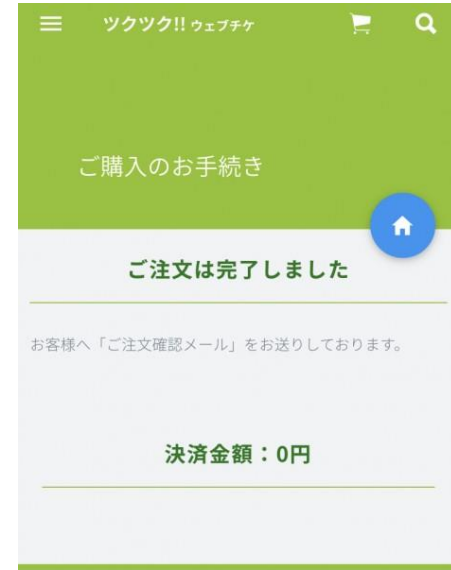 ツクツク!! ウェブチケ
ご購入のお手続き
ご注文は完了しました
お客様へ「ご注文確認メール」をお送りしております。
決済金額：0円